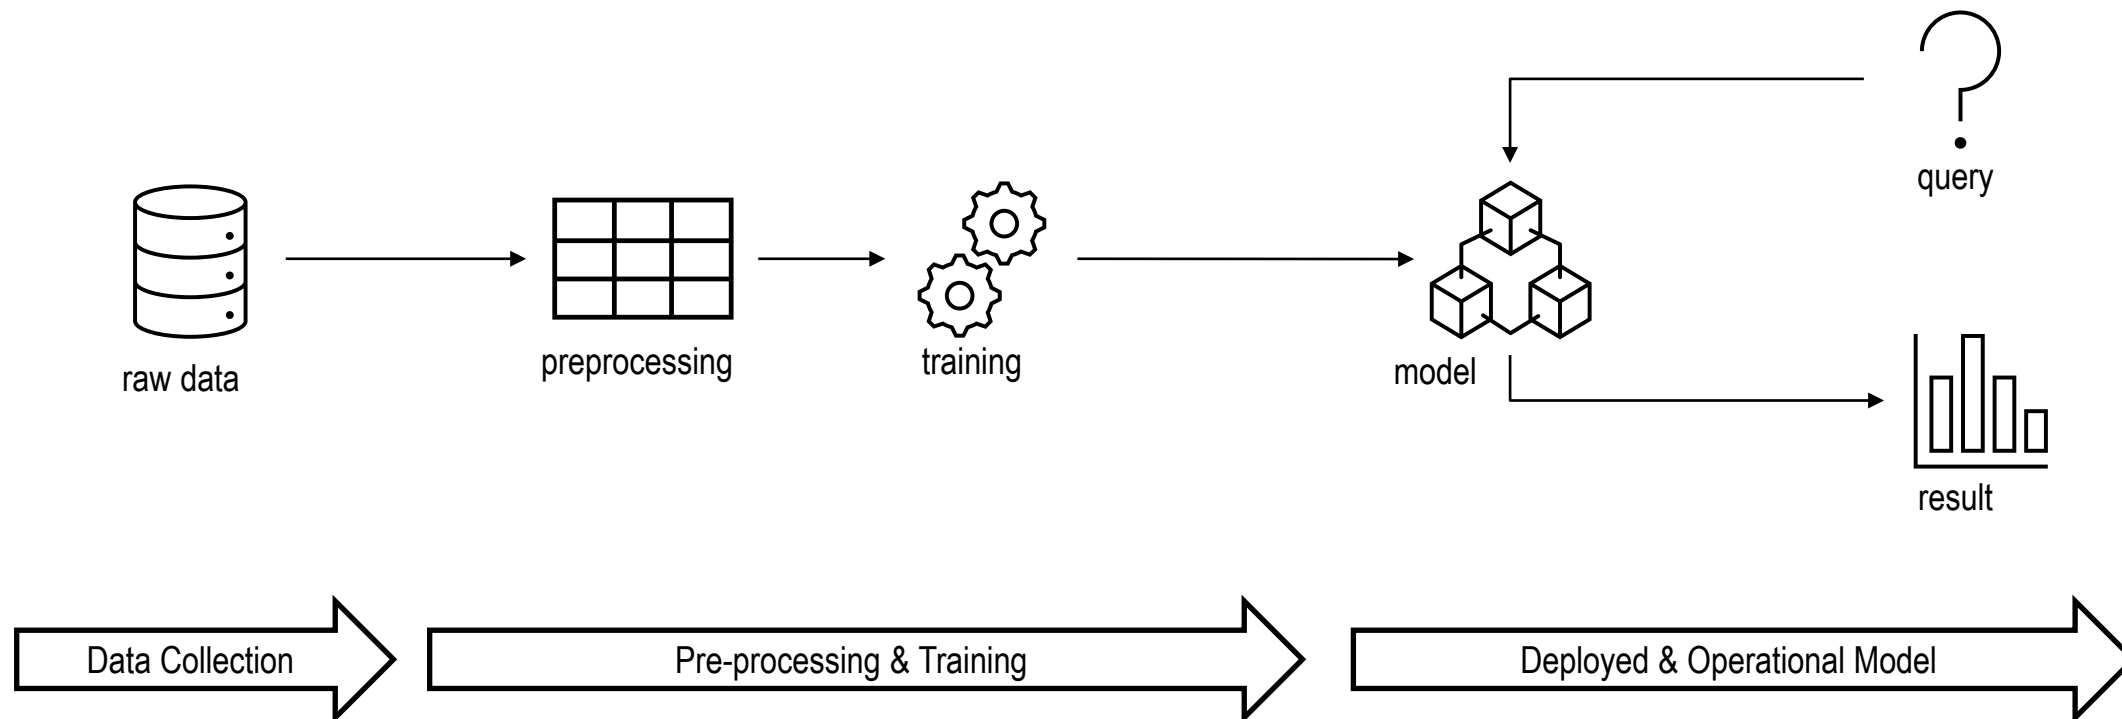 query
raw data
preprocessing
training
model
result
Data Collection
Pre-processing & Training
Deployed & Operational Model